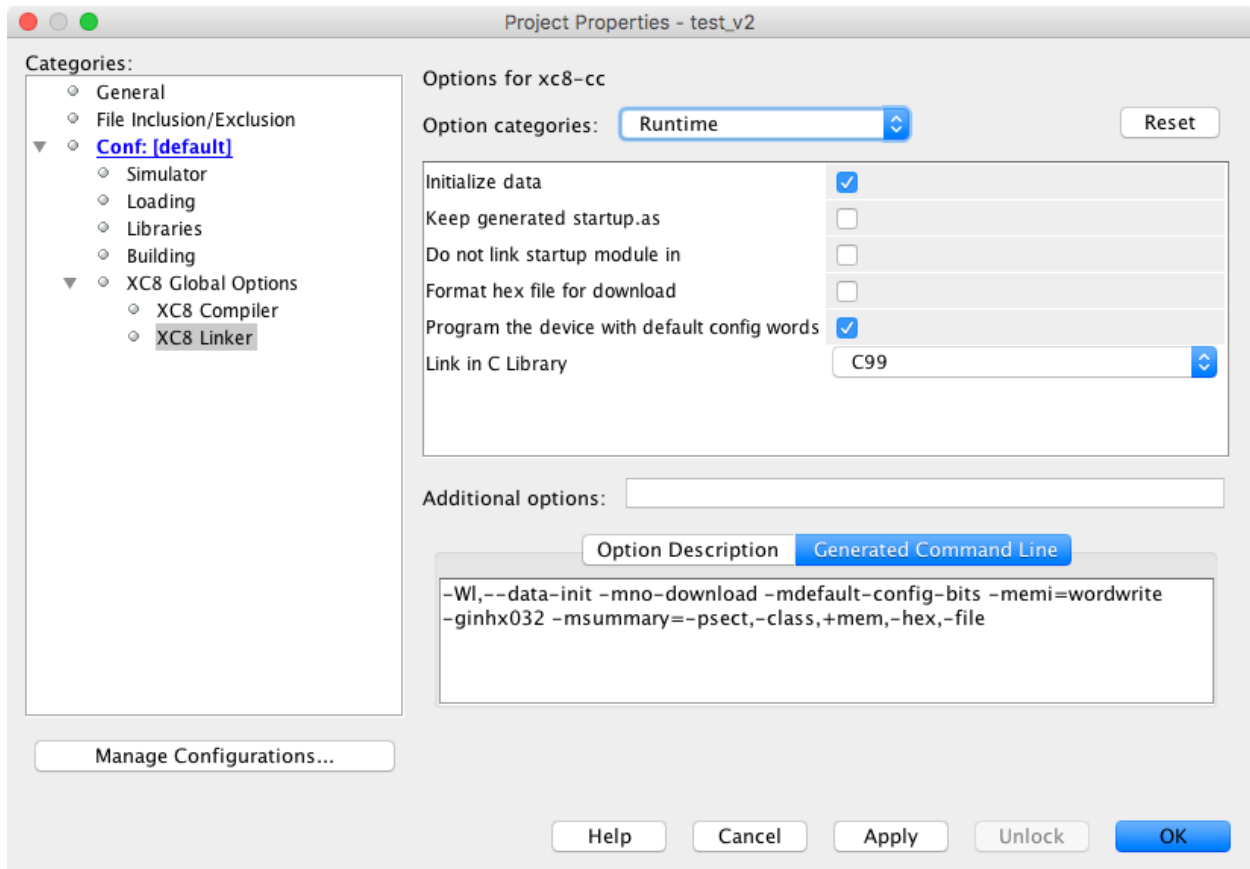 Project Properties - test_v2
Categories:
General
File Inclusion/Exclusion
Conf: [default]
Simulator
Loading
Libraries
Building
XC8 Global Options
XC8 Compiler
XC8 Linker
Manage Configurations...
Options for xc8-cc
Option categories: Runtime Reset
Initialize data
Keep generated startup.as
Do not link startup module in
Format hex file for download
Program the device with default config words
Link in C Library C99
Additional options:
Option Description Generated Command Line
-Wl,--data-init -mno-download -mdefault-config-bits -memi=wordwrite
-ginhx032 -msummary=-psect,-class,+mem,-hex,-file
Help Cancel Apply Unlock OK